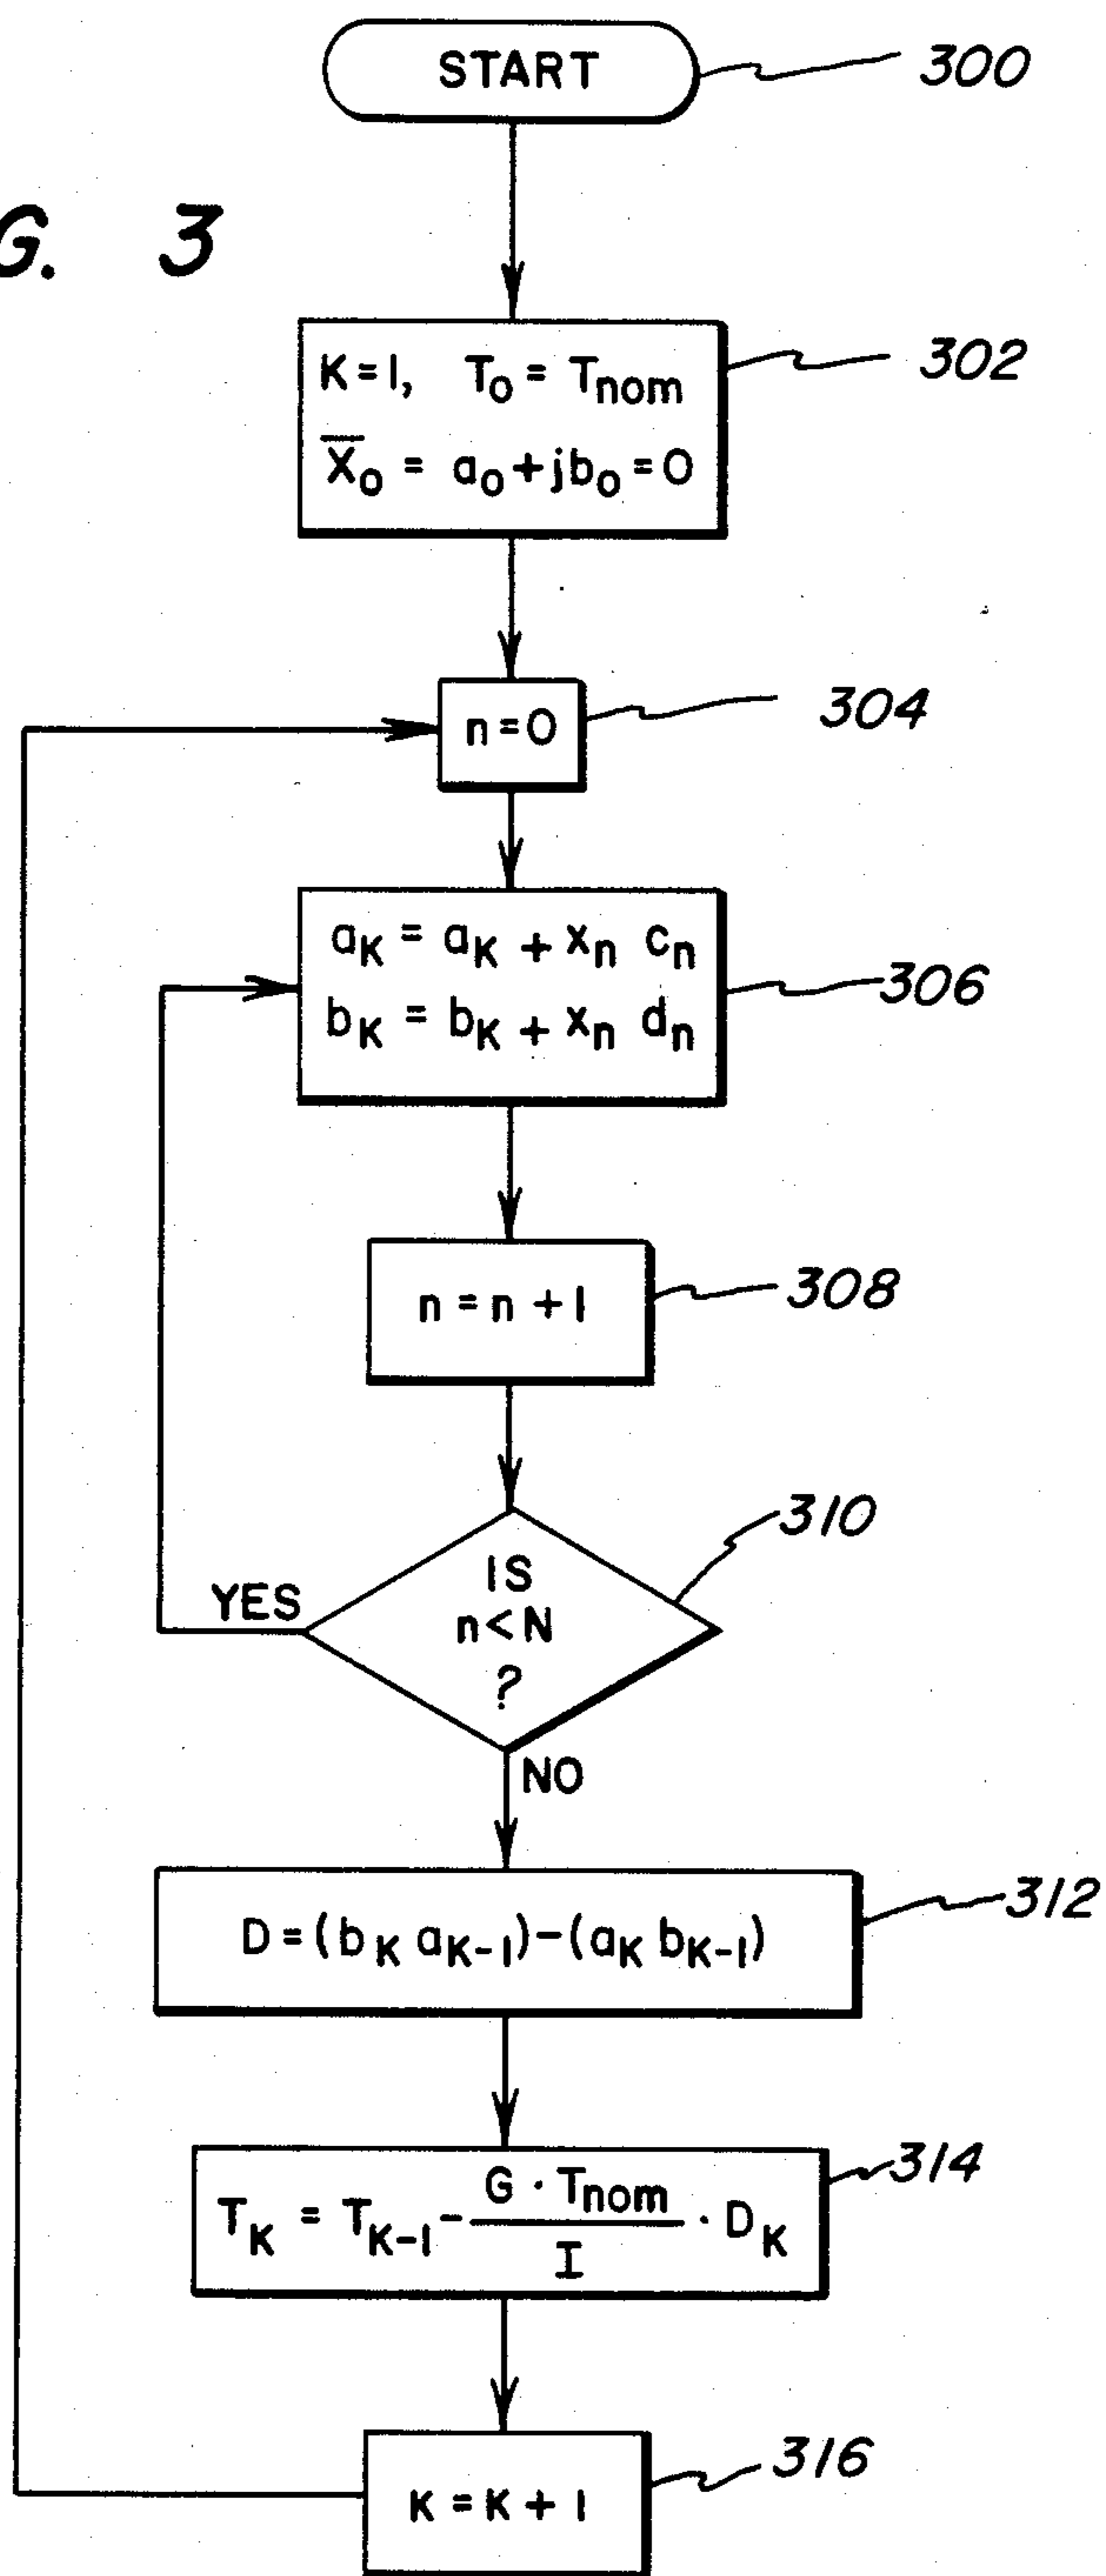 START
300
G. 3
K=1, T₀ = Tnom
302
X̅₀ = a₀+jb₀=0
n=0
304
aK = aK + xn cn
306
bK = bK + xn dn
n = n + 1
308
310
IS
YES
n<N
?
NO
312
D=(bK aK-1)-(aK bK-1)
314
TK = TK-1 - G · Tnom / I · DK
316
K = K + 1